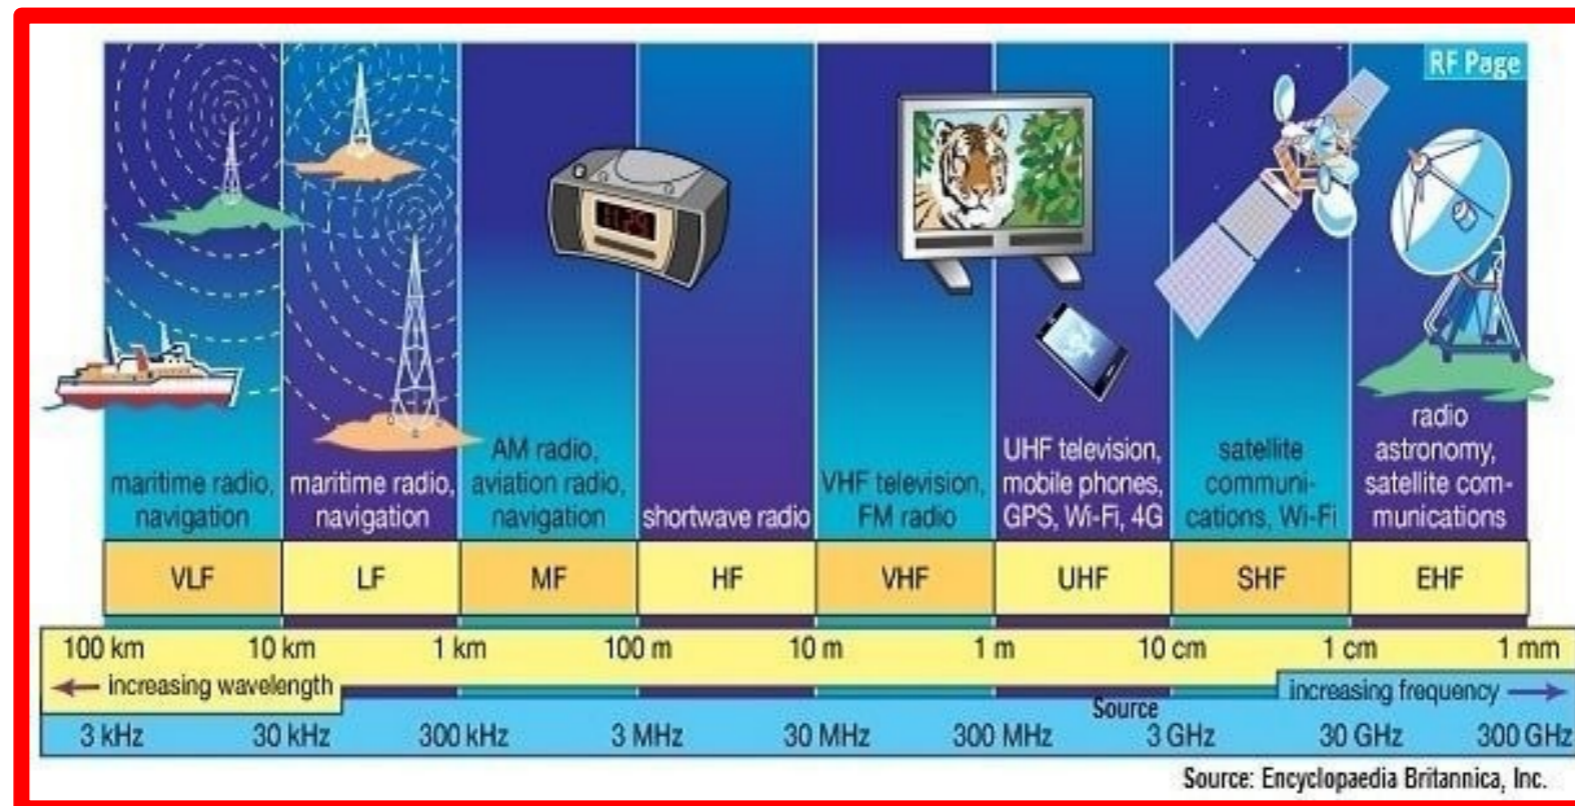 RF Page
11:29
maritime radio,
navigation
maritime radio,
navigation
AM radio,
aviation radio,
navigation
shortwave radio
VHF television,
FM radio
UHF television,
mobile phones,
GPS, Wi-Fi, 4G
satellite
communi-
cations, Wi-Fi
radio
astronomy,
satellite com-
munications
VLF LF MF HF VHF UHF SHF EHF
100 km 10 km 1 km 100 m 10 m 1 m 10 cm 1 cm 1 mm
increasing wavelength
increasing frequency
Source
3 kHz 30 kHz 300 kHz 3 MHz 30 MHz 300 MHz 3 GHz 30 GHz 300 GHz
Source: Encyclopaedia Britannica, Inc.